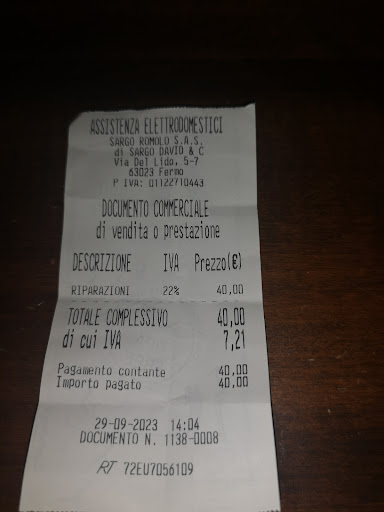 ASSISTENZA ELETTRODOMESTICI
SARGO ROMOLO S.A.S.
di SARGO DAVID & C
Via Del Lido, 5-7
63023 Fermo
P IVA: 01122710443
DOCUMENTO COMMERCIALE
di vendita o prestazione
DESCRIZIONE IVA Prezzo(€)
RIPARAZIONI 22% 40,00
TOTALE COMPLESSIVO 40,00
di cui IVA 7,21
Pagamento contante 40,00
Importo pagato 40,00
29-09-2023 14:04
DOCUMENTO N. 1138-0008
RT 72EU7056109